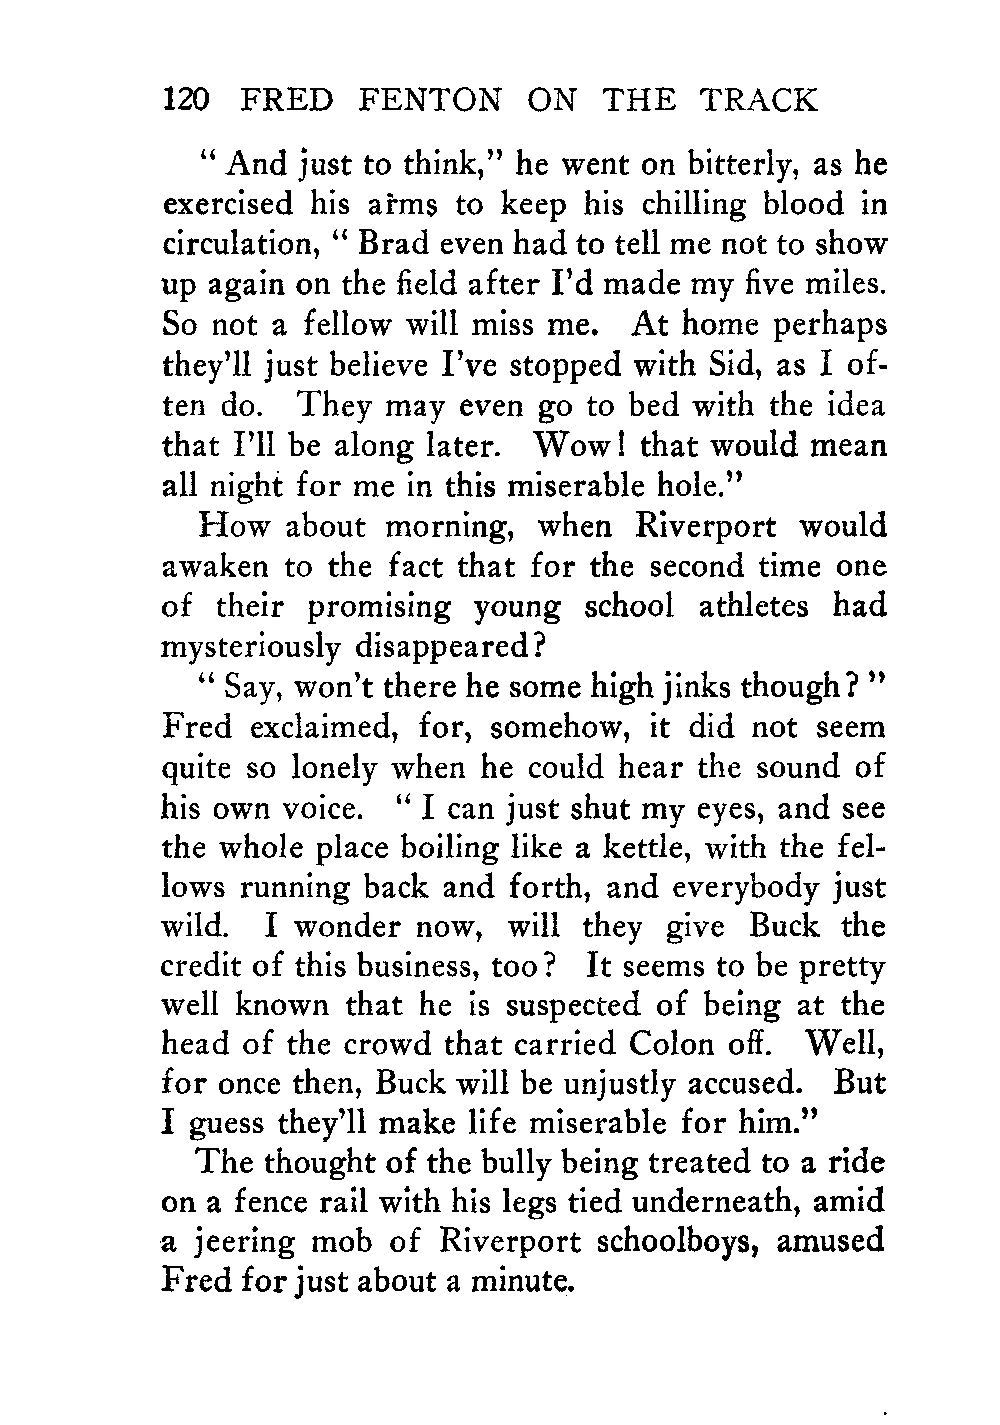 120 FRED FENTON ON THE TRACK
“ And just to think,” he went on bitterly, as he
exercised his arms to keep his chilling blood in
circulation, “ Brad even had to tell me not to show
up again on the field after I’d made my five miles.
So not a fellow will miss me. At home perhaps
they’ll just believe I’ve stopped with Sid, as I of-
ten do. They may even go to bed with the idea
that I’ll be along later. Wow! that would mean
all night for me in this miserable hole.”
How about morning, when Riverport would
awaken to the fact that for the second time one
of their promising young school athletes had
mysteriously disappeared?
“ Say, won’t there he some high jinks though? ”
Fred exclaimed, for, somehow, it did not seem
quite so lonely when he could hear the sound of
his own voice. “ I can just shut my eyes, and see
the whole place boiling like a kettle, with the fel-
lows running back and forth, and everybody just
wild. I wonder now, will they give Buck the
credit of this business, too? It seems to be pretty
well known that he is suspected of being at the
head of the crowd that carried Colon off. Well,
for once then, Buck will be unjustly accused. But
I guess they’ll make life miserable for him.”
The thought of the bully being treated to a ride
on a fence rail with his legs tied underneath, amid
a jeering mob of Riverport schoolboys, amused
Fred for just about a minute.